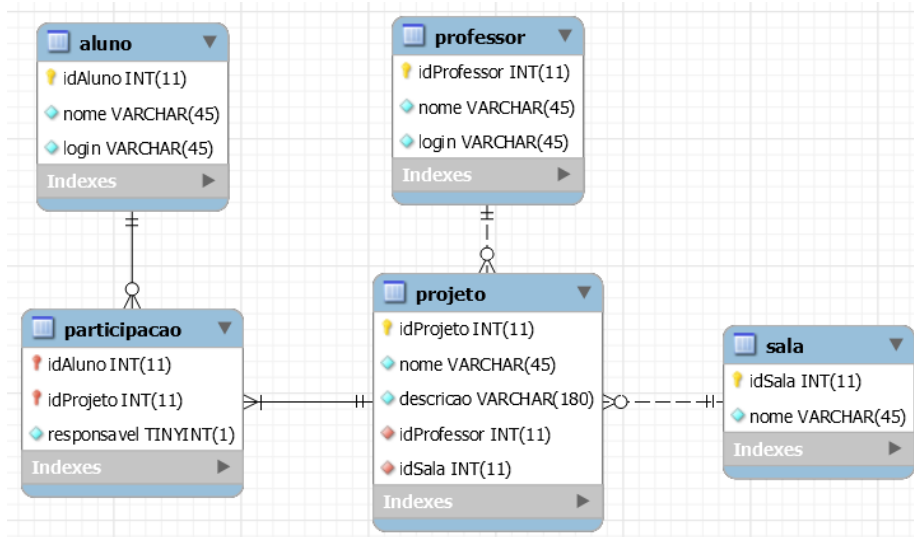 aluno
idAluno INT(11)
nome VARCHAR(45)
login VARCHAR(45)
Indexes
professor
idProfessor INT(11)
nome VARCHAR(45)
login VARCHAR(45)
Indexes
participacao
idAluno INT(11)
idProjeto INT(11)
responsavel TINYINT(1)
Indexes
projeto
idProjeto INT(11)
nome VARCHAR(45)
descricao VARCHAR(180)
idProfessor INT(11)
idSala INT(11)
Indexes
sala
idSala INT(11)
nome VARCHAR(45)
Indexes